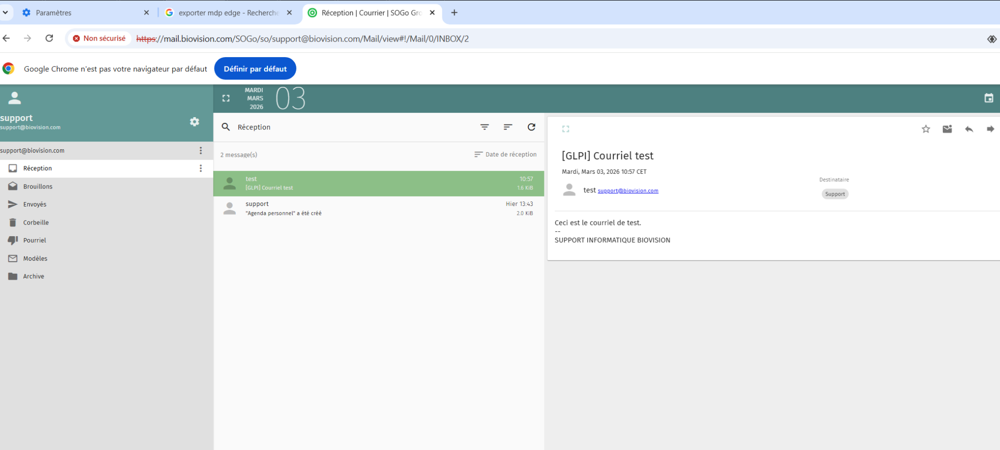 Paramètres
exporter mdp edge - Recherche
Réception | Courrier | SOGo Gro
Non sécurisé
https://mail.biovision.com/SOGo/so/support@biovision.com/Mail/view#!/Mail/0/INBOX/2
Google Chrome n'est pas votre navigateur par défaut
Définir par défaut
support
support@biovision.com
MARDI
MARS
2026
03
support@biovision.com
Réception
Brouillons
Envoyés
Corbeille
Pourriel
Modèles
Archive
Réception
2 message(s)
Date de réception
test
10:57
[GLPI] Courriel test
1.6 KiB
support
Hier 13:43
"Agenda personnel" a été créé
2.0 KiB
[GLPI] Courriel test
Mardi, Mars 03, 2026 10:57 CET
test support@biovision.com
Destinataire
Support
Ceci est le courriel de test.
--
SUPPORT INFORMATIQUE BIOVISION